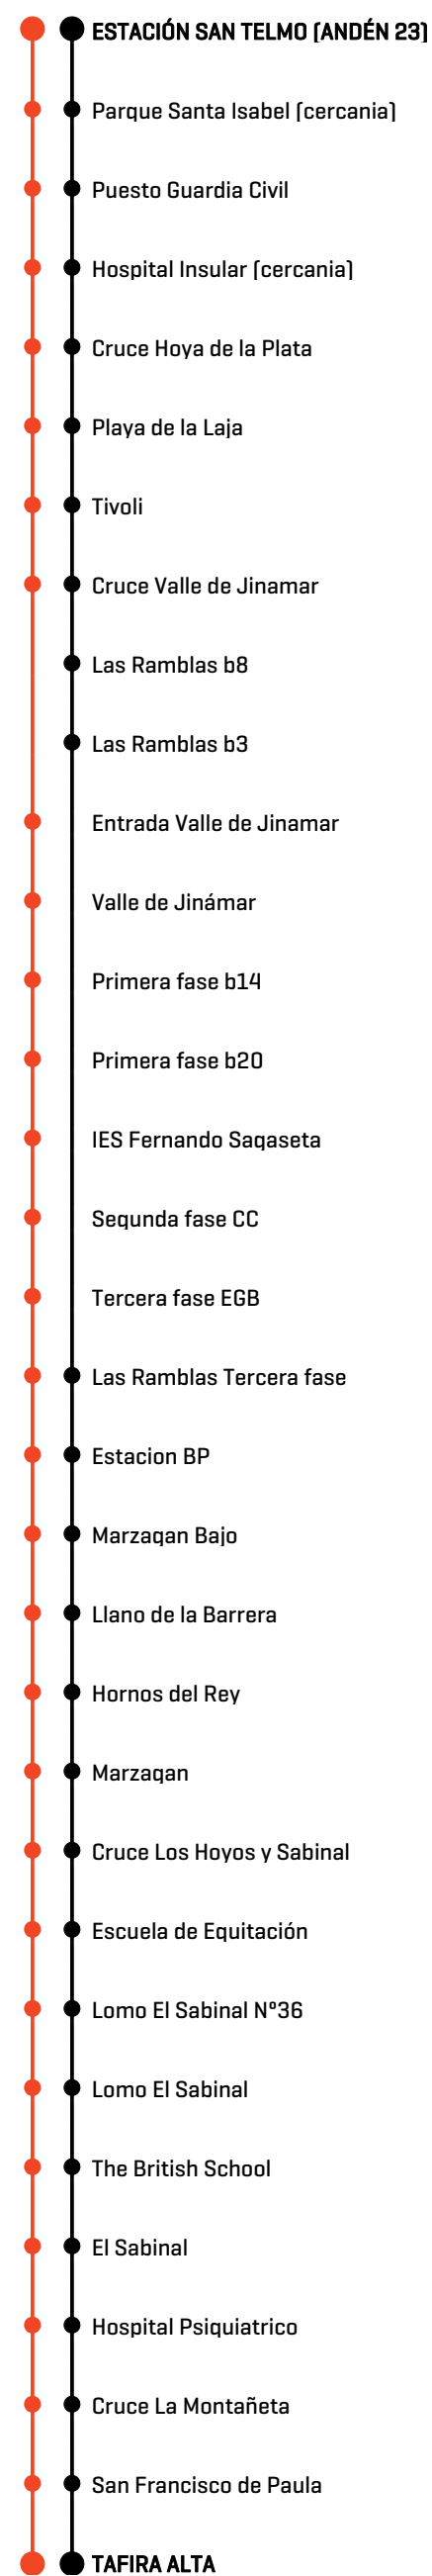 ESTACIÓN SAN TELMO (ANDÉN 23)
Parque Santa Isabel (cercania)
Puesto Guardia Civil
Hospital Insular (cercania)
Cruce Hoya de la Plata
Playa de la Laja
Tivoli
Cruce Valle de Jinamar
Las Ramblas b8
Las Ramblas b3
Entrada Valle de Jinamar
Valle de Jinámar
Primera fase b14
Primera fase b20
IES Fernando Sagaseta
Segunda fase CC
Tercera fase EGB
Las Ramblas Tercera fase
Estacion BP
Marzagan Bajo
Llano de la Barrera
Hornos del Rey
Marzagan
Cruce Los Hoyos y Sabinal
Escuela de Equitación
Lomo El Sabinal Nº36
Lomo El Sabinal
The British School
El Sabinal
Hospital Psiquiatrico
Cruce La Montañeta
San Francisco de Paula
TAFIRA ALTA